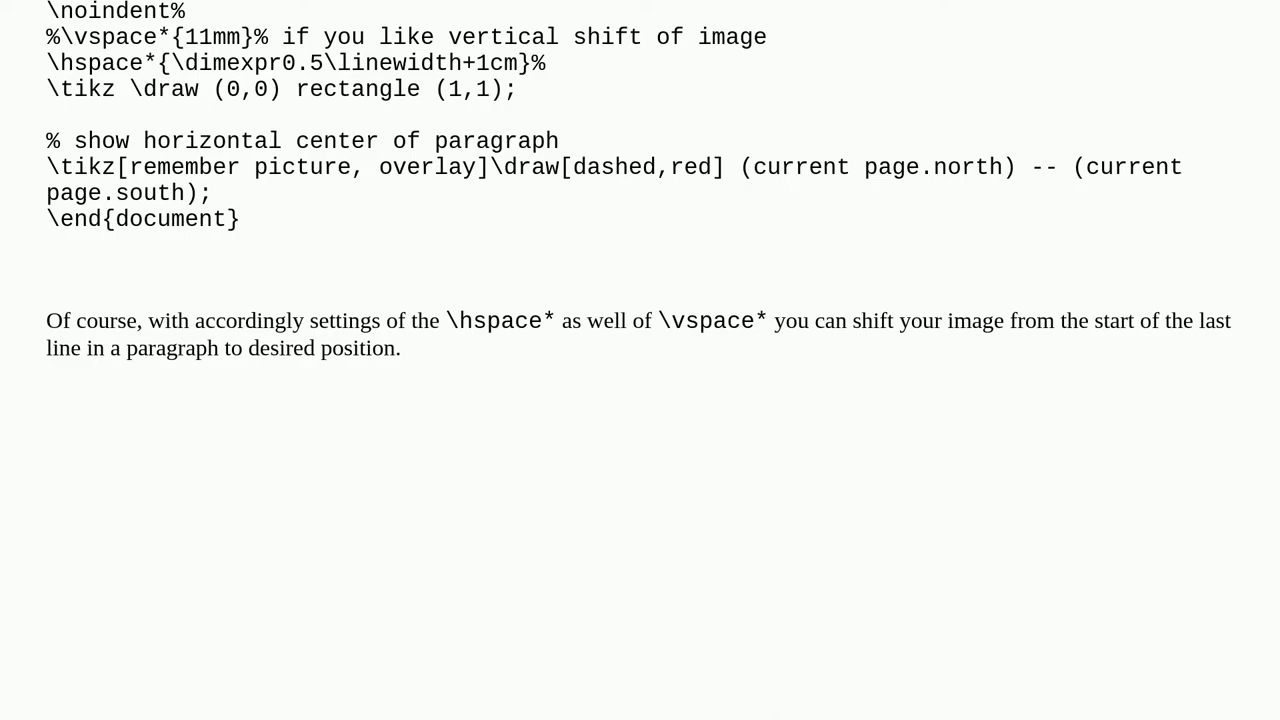 \noindent%
%\vspace*{11mm}% if you like vertical shift of image
\hspace*{\dimexpr0.5\linewidth+1cm}%
\tikz \draw (0,0) rectangle (1,1);
% show horizontal center of paragraph
\tikz[remember picture, overlay]\draw[dashed,red] (current page.north) -- (current
page.south);
\end{document}
Of course, with accordingly settings of the \hspace* as well of \vspace* you can shift your image from the start of the last
line in a paragraph to desired position.